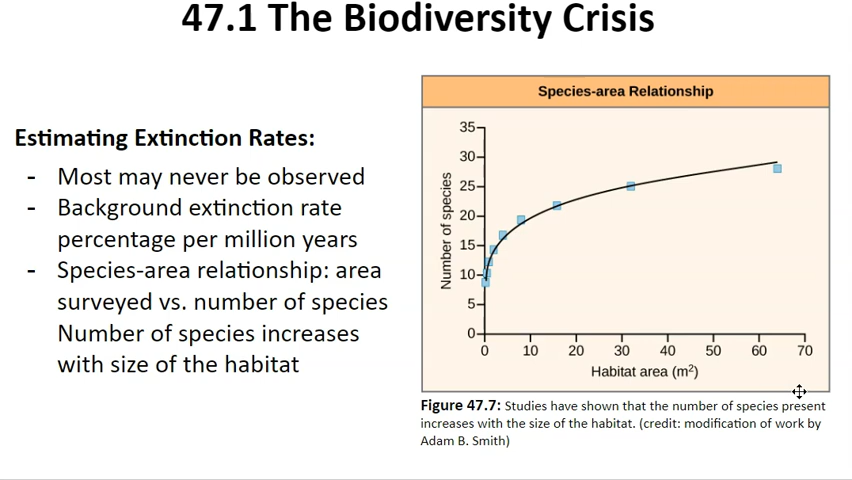 47.1 The Biodiversity Crisis
Estimating Extinction Rates:
- Most may never be observed
- Background extinction rate
percentage per million years
- Species-area relationship: area
surveyed vs. number of species
Number of species increases
with size of the habitat
Species-area Relationship
Number of species
35
30
25
20
15
10
5
0
0 10 20 30 40 50 60 70
Habitat area (m²)
Figure 47.7: Studies have shown that the number of species present
increases with the size of the habitat. (credit: modification of work by
Adam B. Smith)